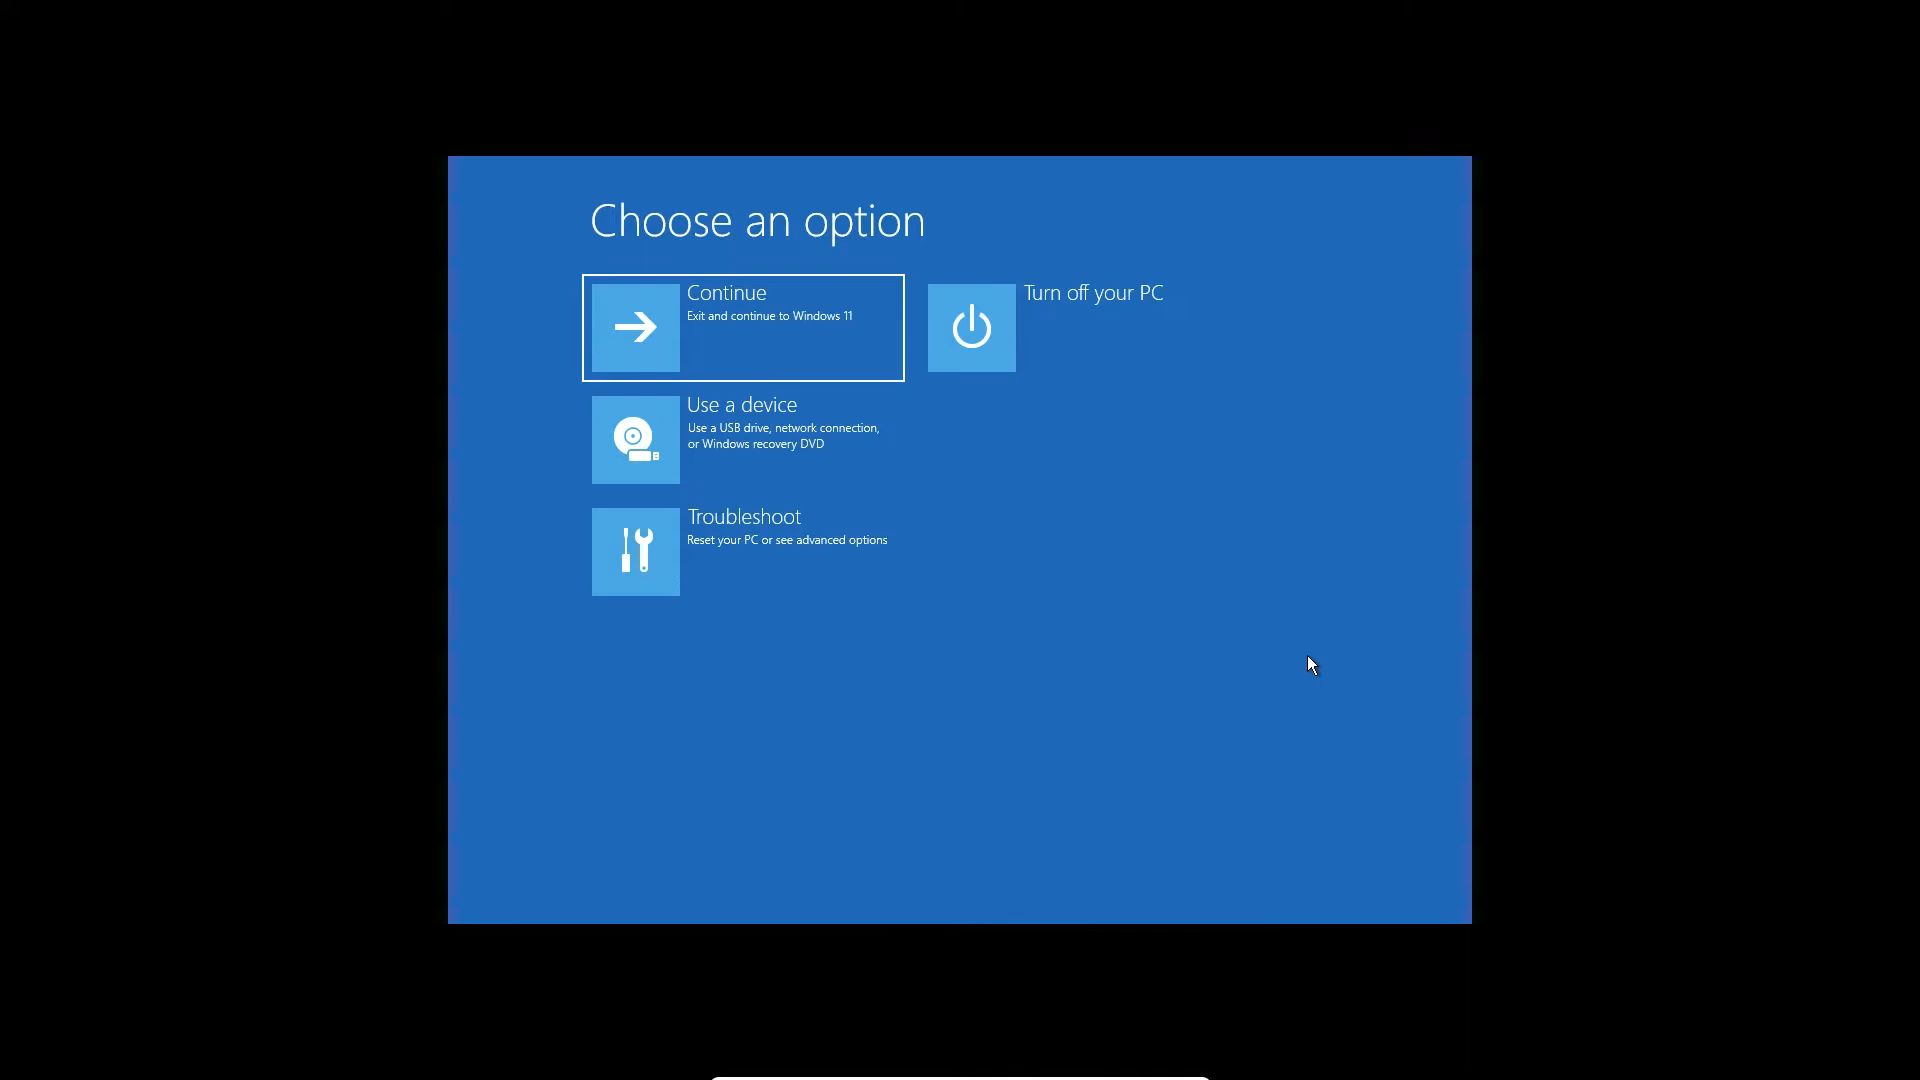 Choose an option
Continue
Exit and continue to Windows 11
Turn off your PC
Use a device
Use a USB drive, network connection,
or Windows recovery DVD
Troubleshoot
Reset your PC or see advanced options